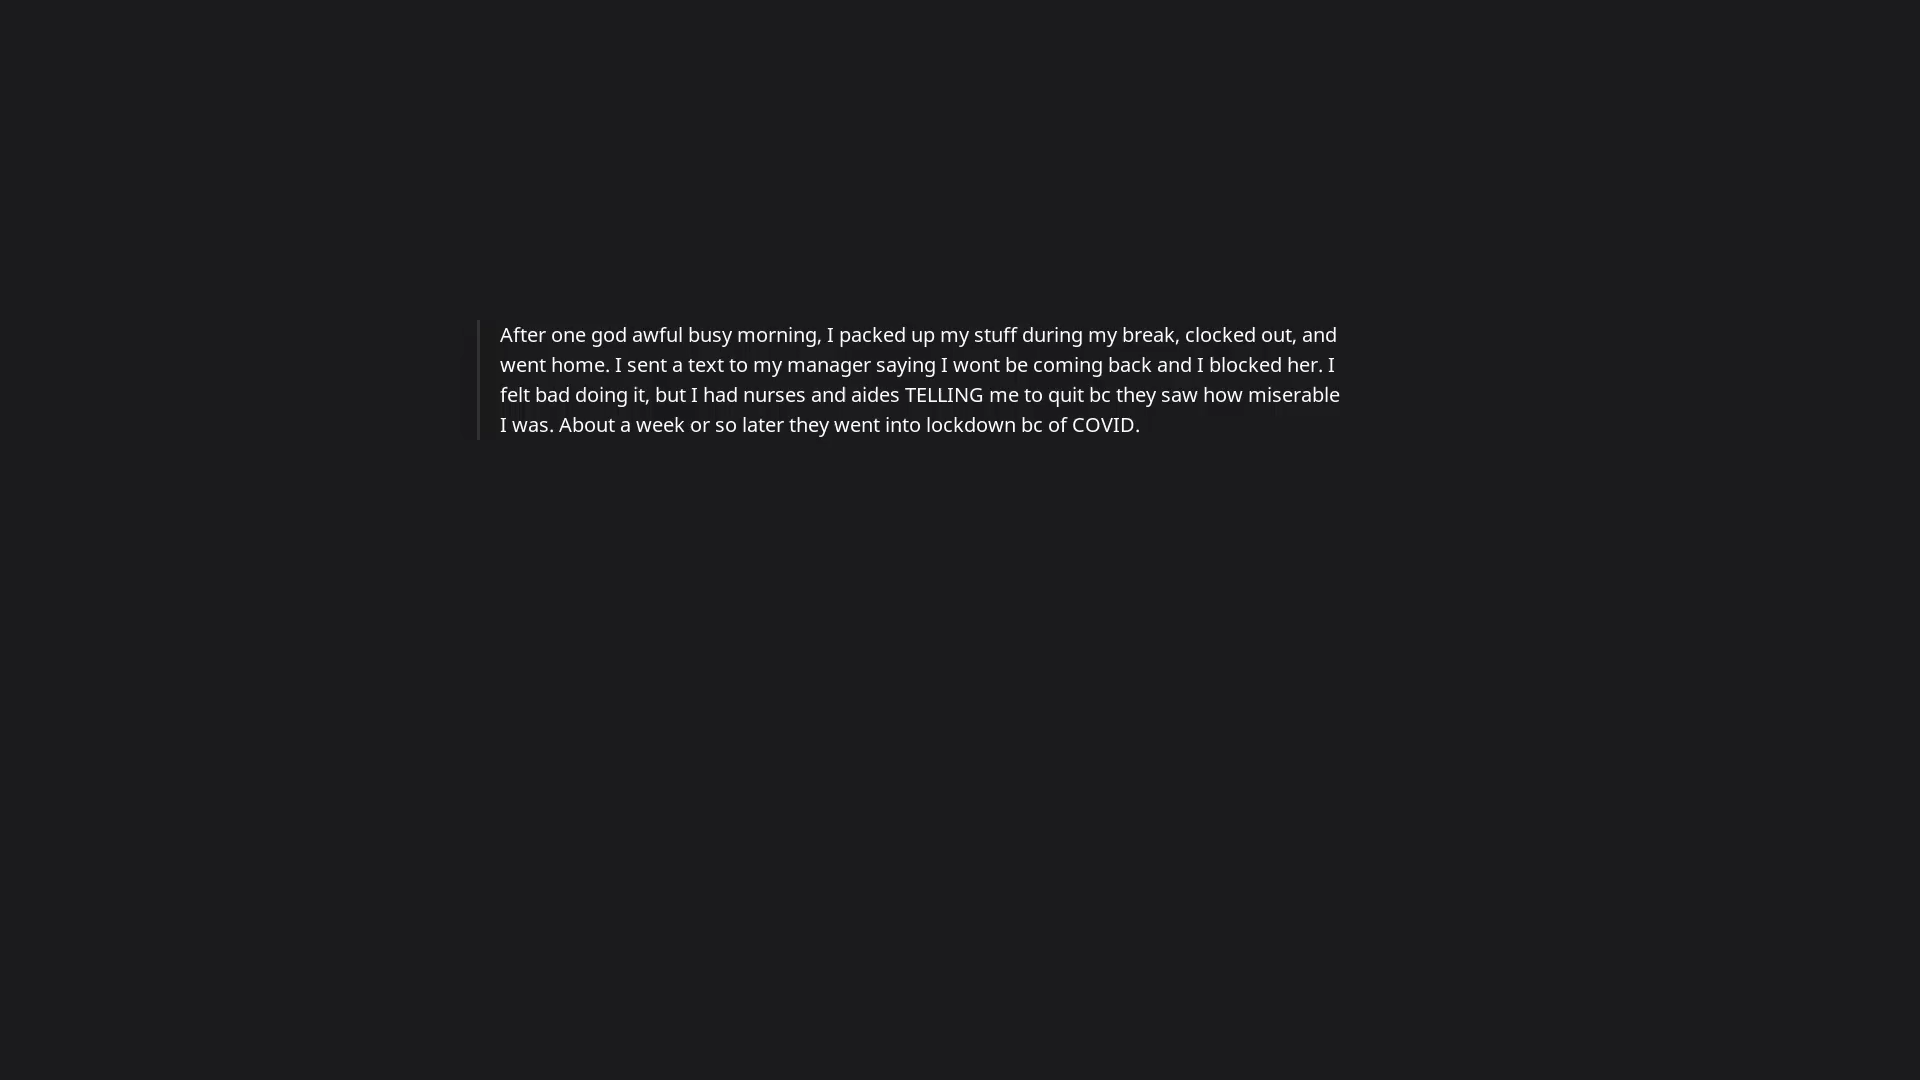 After one god awful busy morning, I packed up my stuff during my break, clocked out, and
went home. I sent a text to my manager saying I wont be coming back and I blocked her. I
felt bad doing it, but I had nurses and aides TELLING me to quit bc they saw how miserable
I was. About a week or so later they went into lockdown bc of COVID.